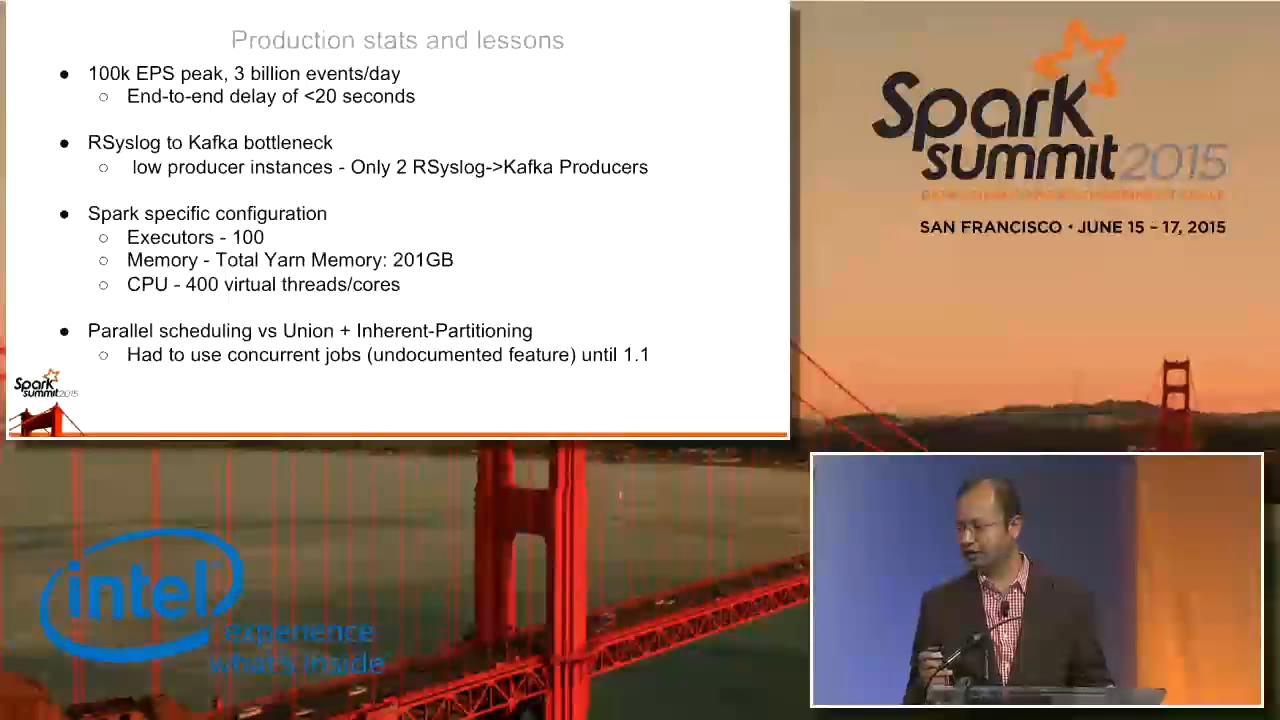 Production stats and lessons
● 100k EPS peak, 3 billion events/day
○ End-to-end delay of <20 seconds
● RSyslog to Kafka bottleneck
○ low producer instances - Only 2 RSyslog->Kafka Producers
● Spark specific configuration
○ Executors - 100
○ Memory - Total Yarn Memory: 201GB
○ CPU - 400 virtual threads/cores
● Parallel scheduling vs Union + Inherent-Partitioning
○ Had to use concurrent jobs (undocumented feature) until 1.1
Spark
summit2015
Spark
summit 2015
SAN FRANCISCO • JUNE 15 – 17, 2015
intel
experience
what's inside